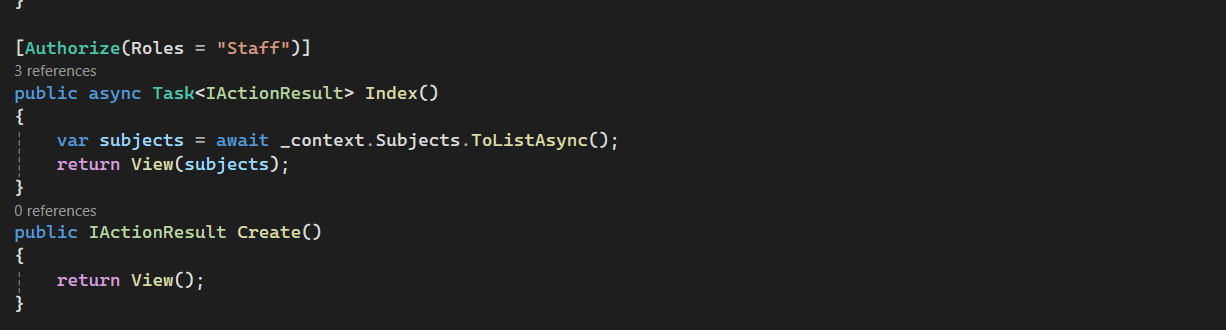 }
[Authorize(Roles = "Staff")]
3 references
public async Task<IActionResult> Index()
{
var subjects = await _context.Subjects.ToListAsync();
return View(subjects);
}
0 references
public IActionResult Create()
{
return View();
}